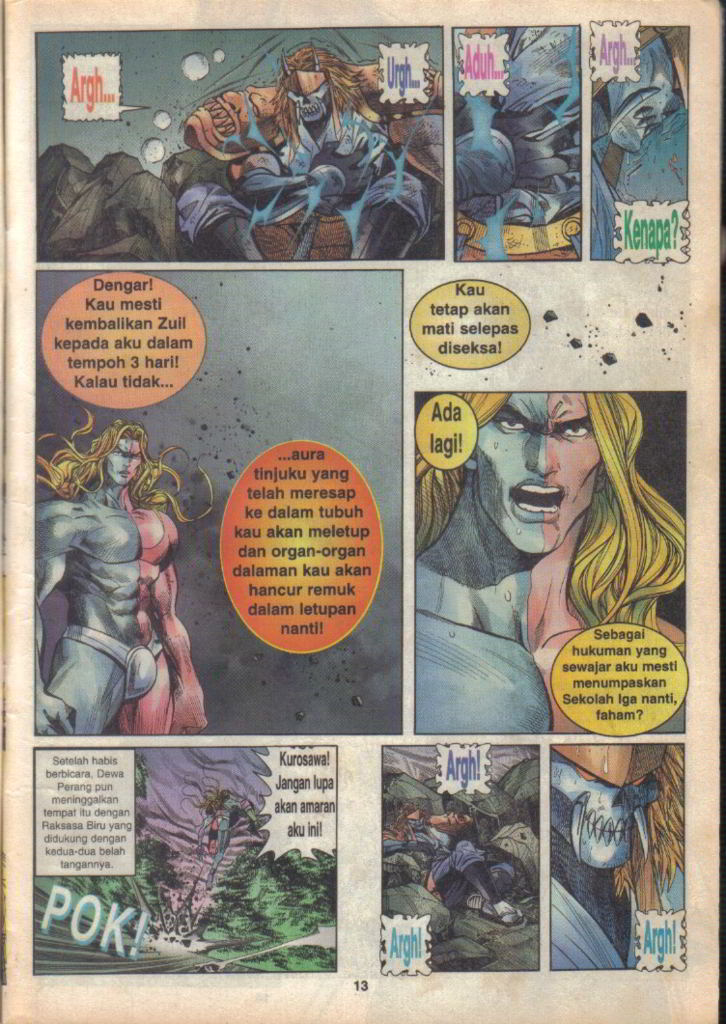 Argh...
Urgh...
Aduh...
Argh...
Kenapa?
Dengar!
Kau mesti
kembalikan Zuil
kepada aku dalam
tempoh 3 hari!
Kalau tidak...
...aura
tinjuku yang
telah meresap
ke dalam tubuh
kau akan meletup
dan organ-organ
dalaman kau akan
hancur remuk
dalam letupan
nanti!
Kau
tetap akan
mati selepas
diseksa!
Ada
lagi!
Sebagai
hukuman yang
sewajar aku mesti
menumpaskan
Sekolah Iga nanti,
faham?
Setelah habis
berbicara, Dewa
Perang pun
meninggalkan
tempat itu dengan
Raksasa Biru yang
didukung dengan
kedua-dua belah
tangannya.
Kurosawa!
Jangan lupa
akan amaran
aku ini!
POK!
Argh!
Argh!
Argh!
13